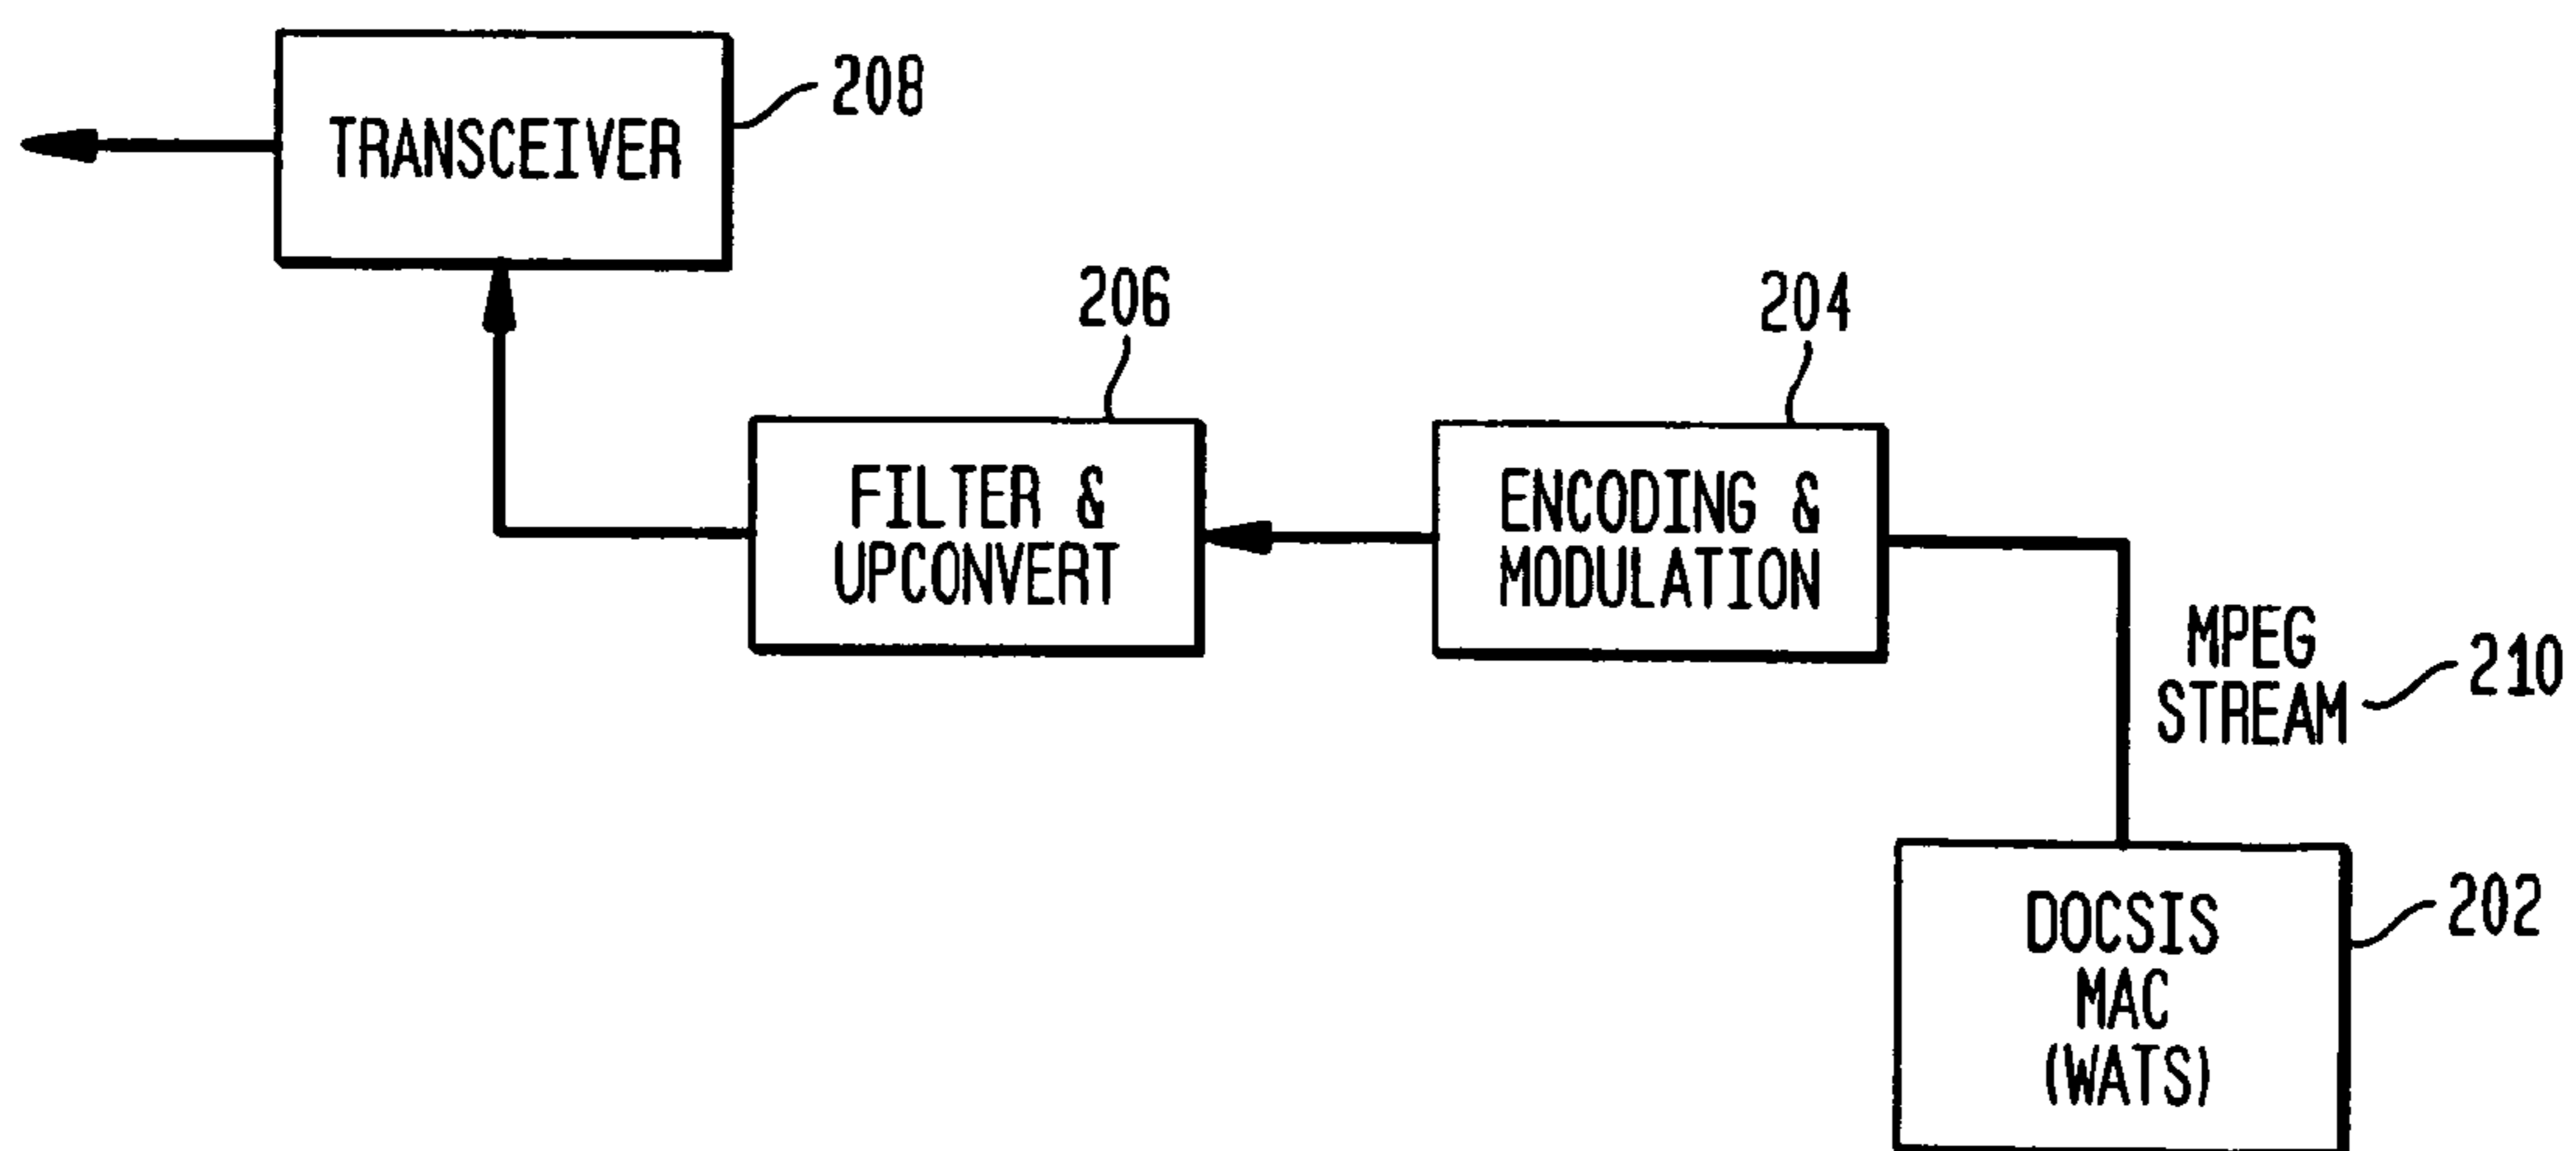 TRANSCEIVER
208
206
204
FILTER &
UPCONVERT
ENCODING &
MODULATION
MPEG
STREAM
210
DOCSIS
MAC
(WATS)
202